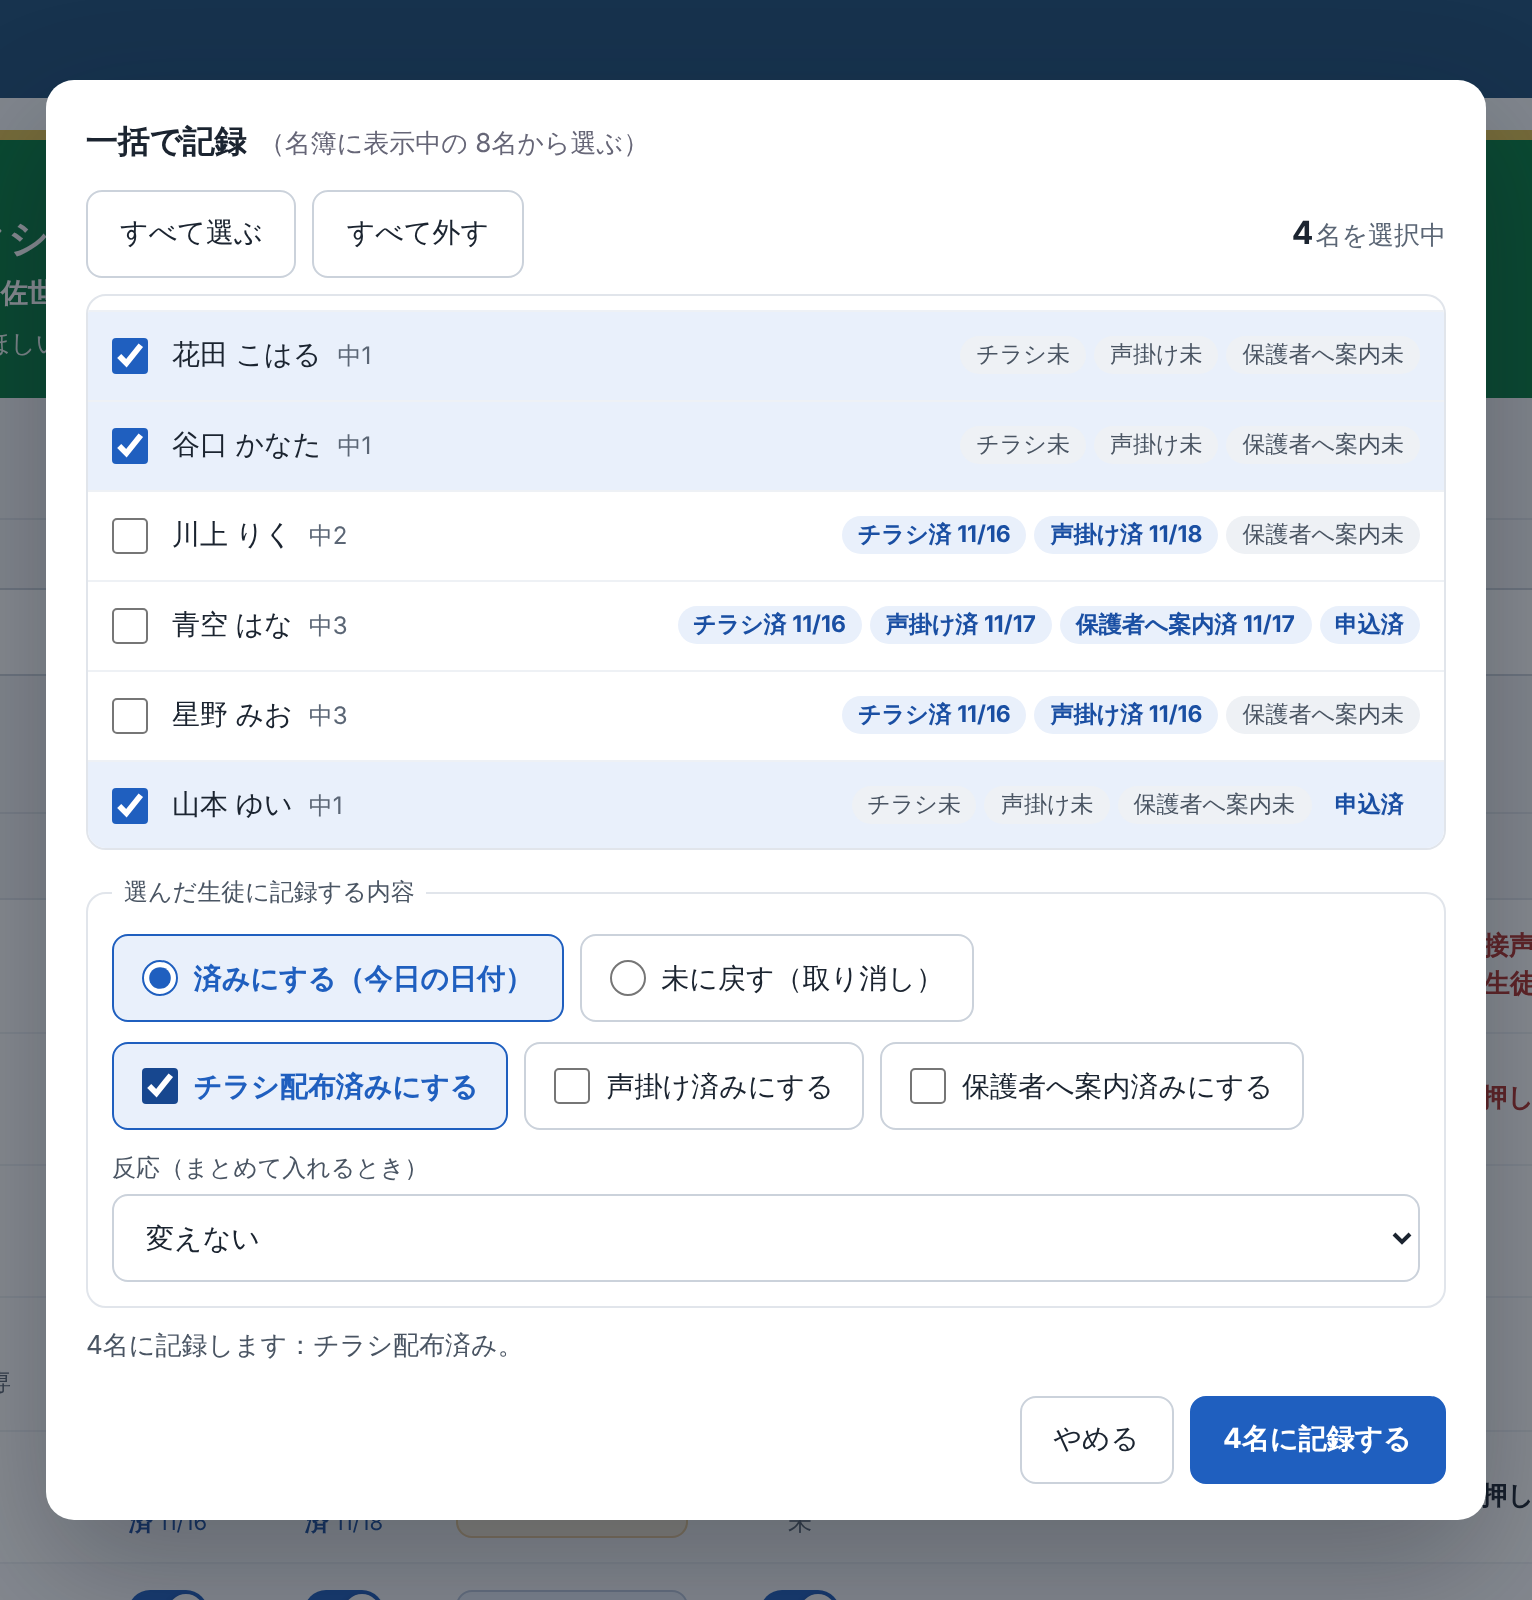 一括で記録 （名簿に表示中の 8名から選ぶ）
すべて選ぶ すべて外す 4名を選択中
花田 こはる 中1 チラシ未 声掛け未 保護者へ案内未
谷口 かなた 中1 チラシ未 声掛け未 保護者へ案内未
川上 りく 中2 チラシ済 11/16 声掛け済 11/18 保護者へ案内未
青空 はな 中3 チラシ済 11/16 声掛け済 11/17 保護者へ案内済 11/17 申込済
星野 みお 中3 チラシ済 11/16 声掛け済 11/16 保護者へ案内未
山本 ゆい 中1 チラシ未 声掛け未 保護者へ案内未 申込済
選んだ生徒に記録する内容
済みにする（今日の日付） 未に戻す（取り消し）
チラシ配布済みにする 声掛け済みにする 保護者へ案内済みにする
反応（まとめて入れるとき）
変えない
4名に記録します：チラシ配布済み。
やめる 4名に記録する
済 11/16 済 11/18 未